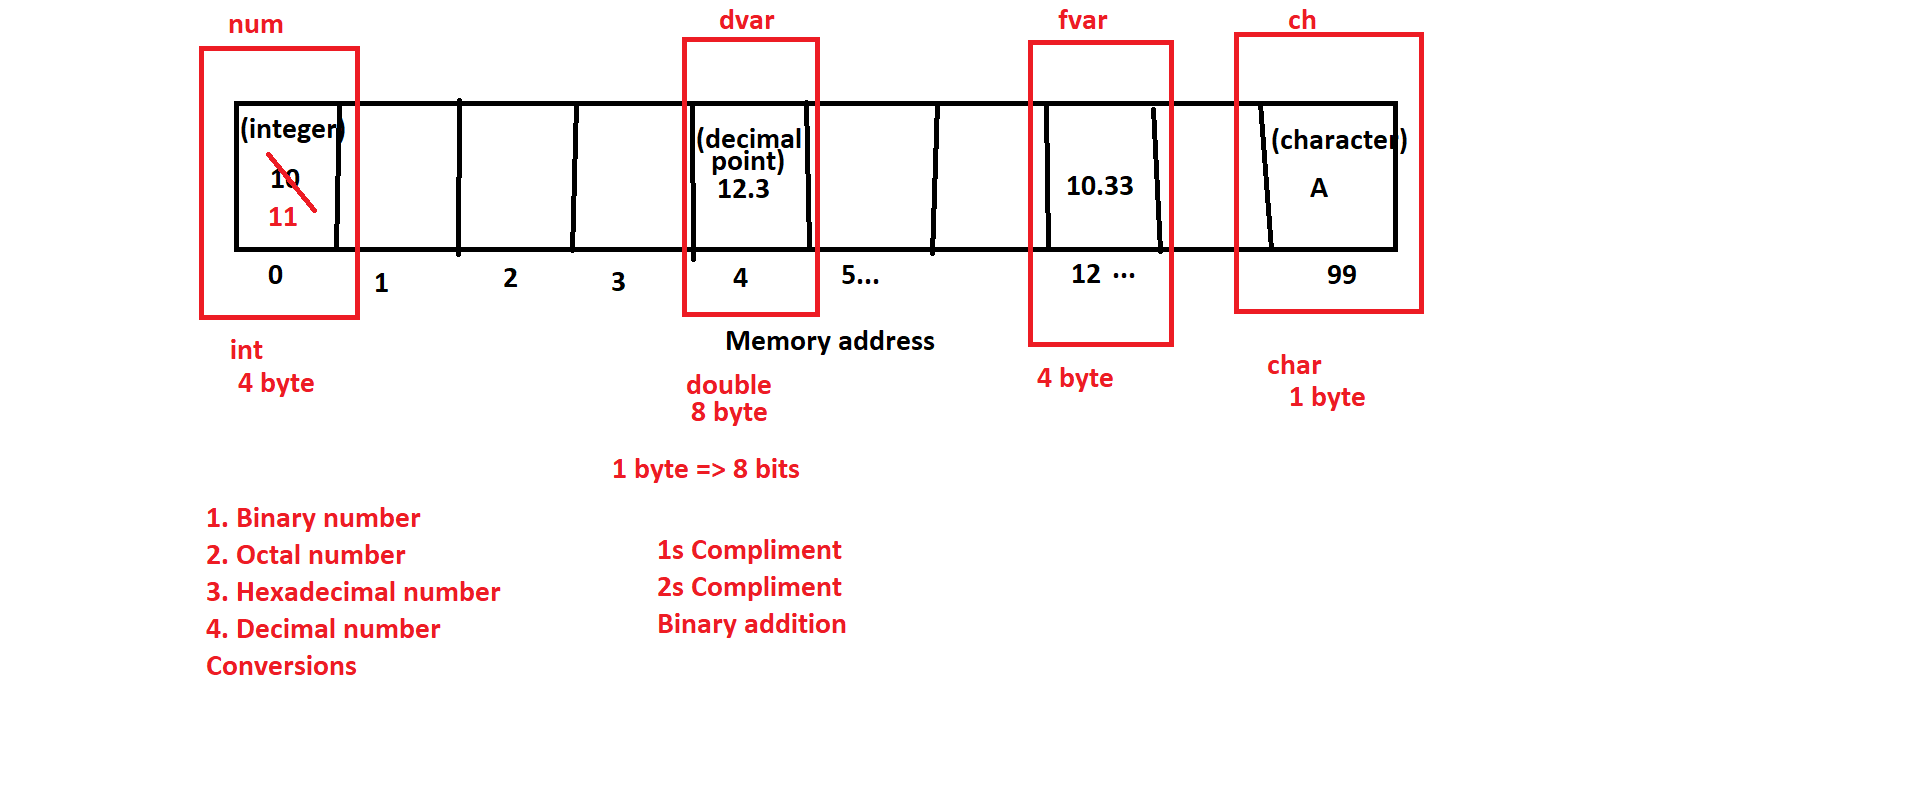 num dvar fvar ch
(integer) (decimal (character)
point)
10 12.3 10.33 A
11
0 1 2 3 4 5... 12 ... 99
Memory address
int
4 byte
double
8 byte
4 byte
char
1 byte
1 byte => 8 bits
1. Binary number
2. Octal number
3. Hexadecimal number
4. Decimal number
Conversions
1s Compliment
2s Compliment
Binary addition